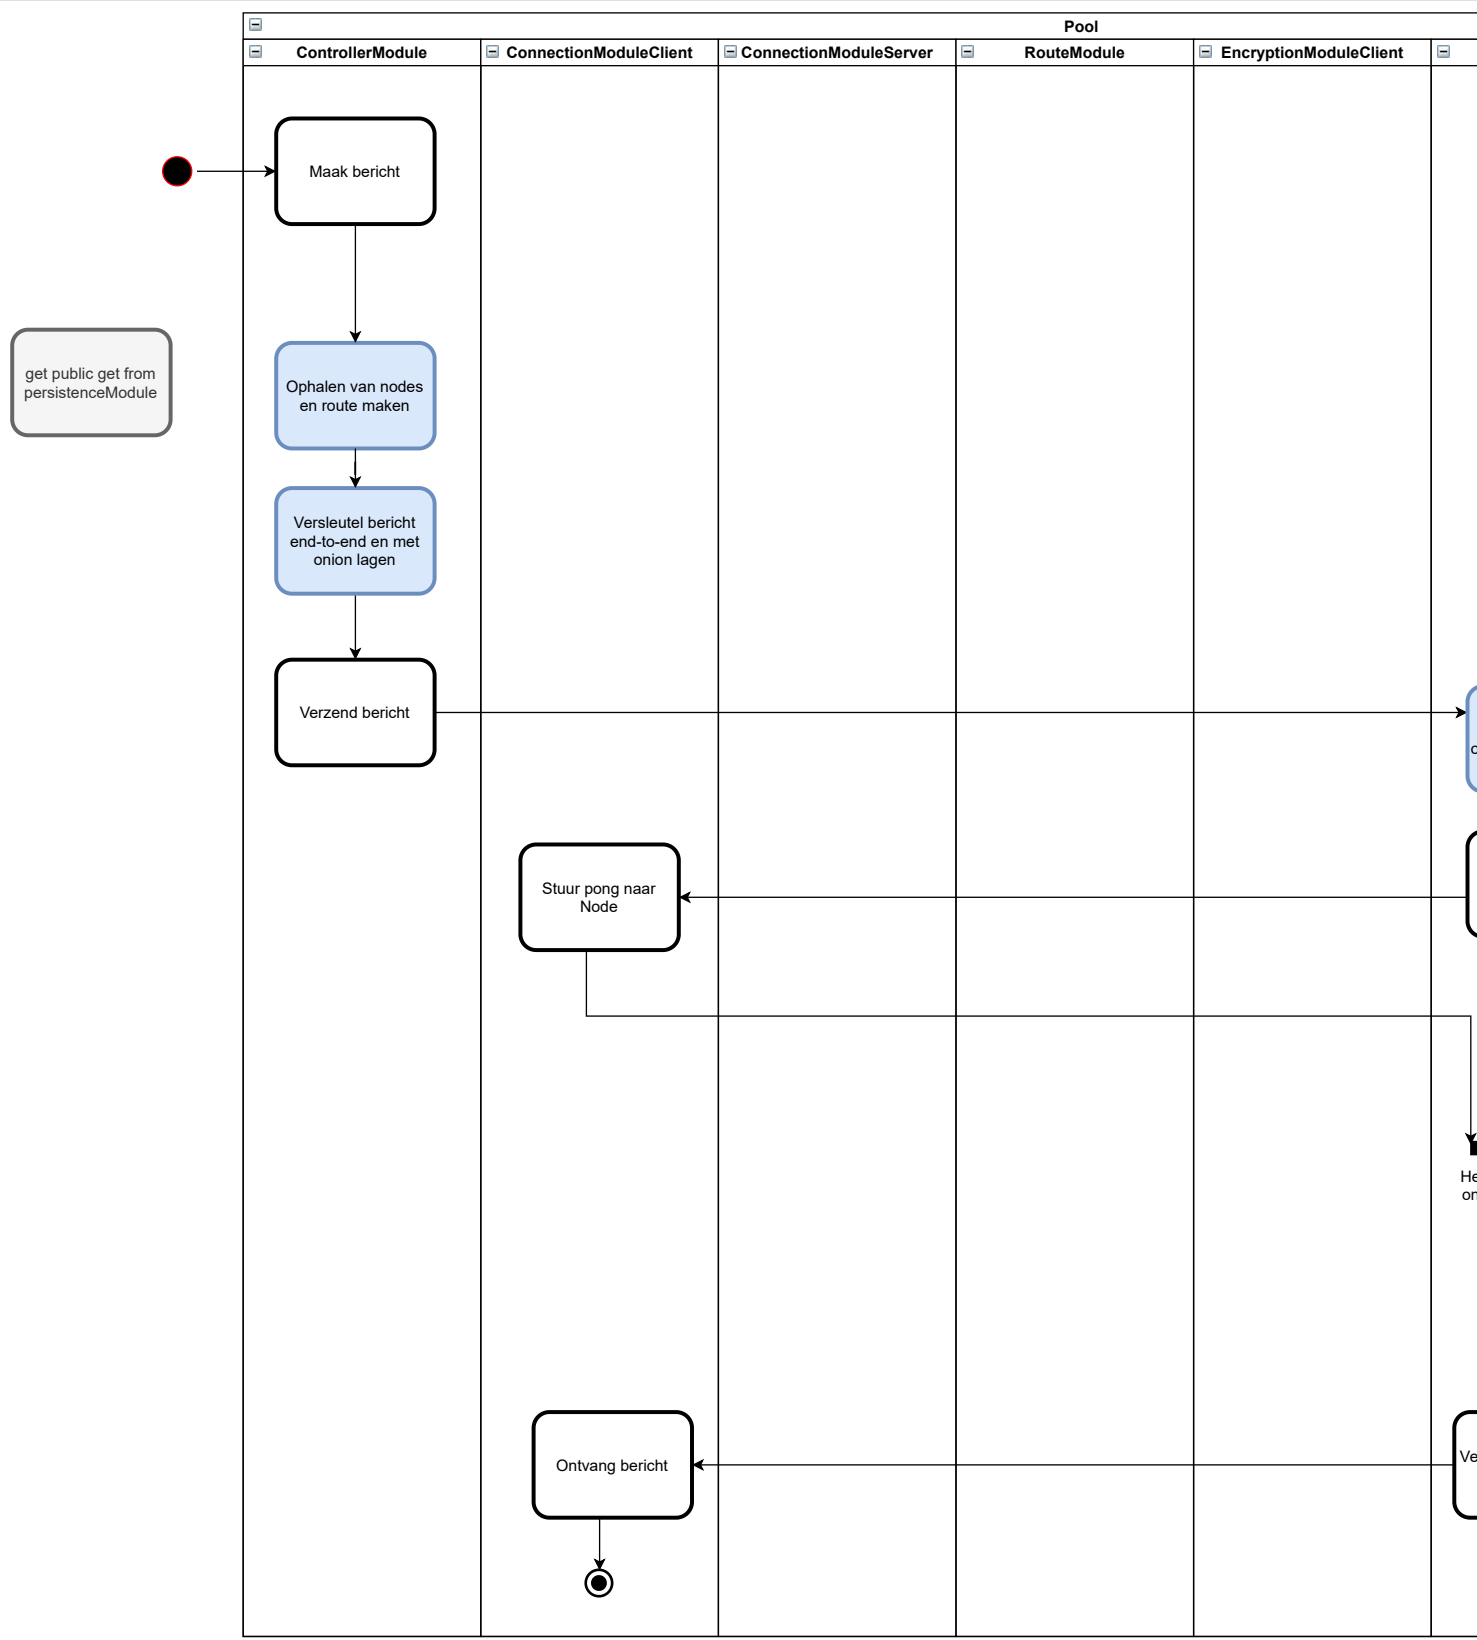 Pool
ControllerModule
ConnectionModuleClient
ConnectionModuleServer
RouteModule
EncryptionModuleClient
Maak bericht
get public get from
persistenceModule
Ophalen van nodes
en route maken
Versleutel bericht
end-to-end en met
onion lagen
Verzend bericht
Stuur pong naar
Node
Ontvang bericht